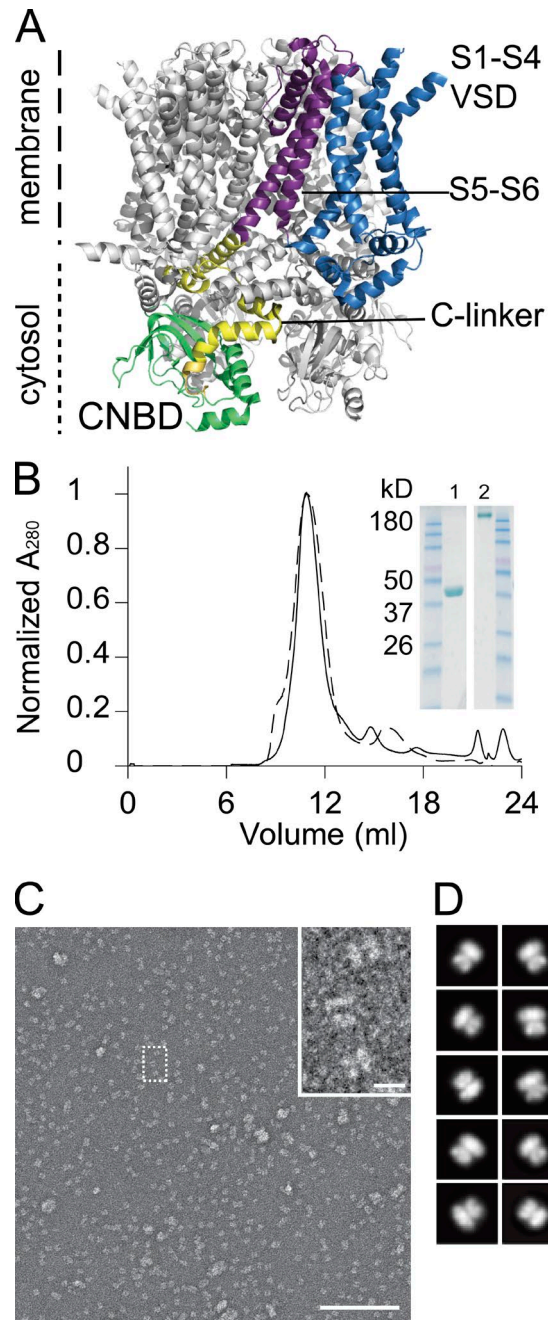 A
membrane
cytosol
S1-S4
VSD
S5-S6
C-linker
CNBD
B
Normalized A280
1
0.8
0.6
0.4
0.2
0
0 6 12 18 24
Volume (ml)
kD 1 2
180
50
37
26
C
D